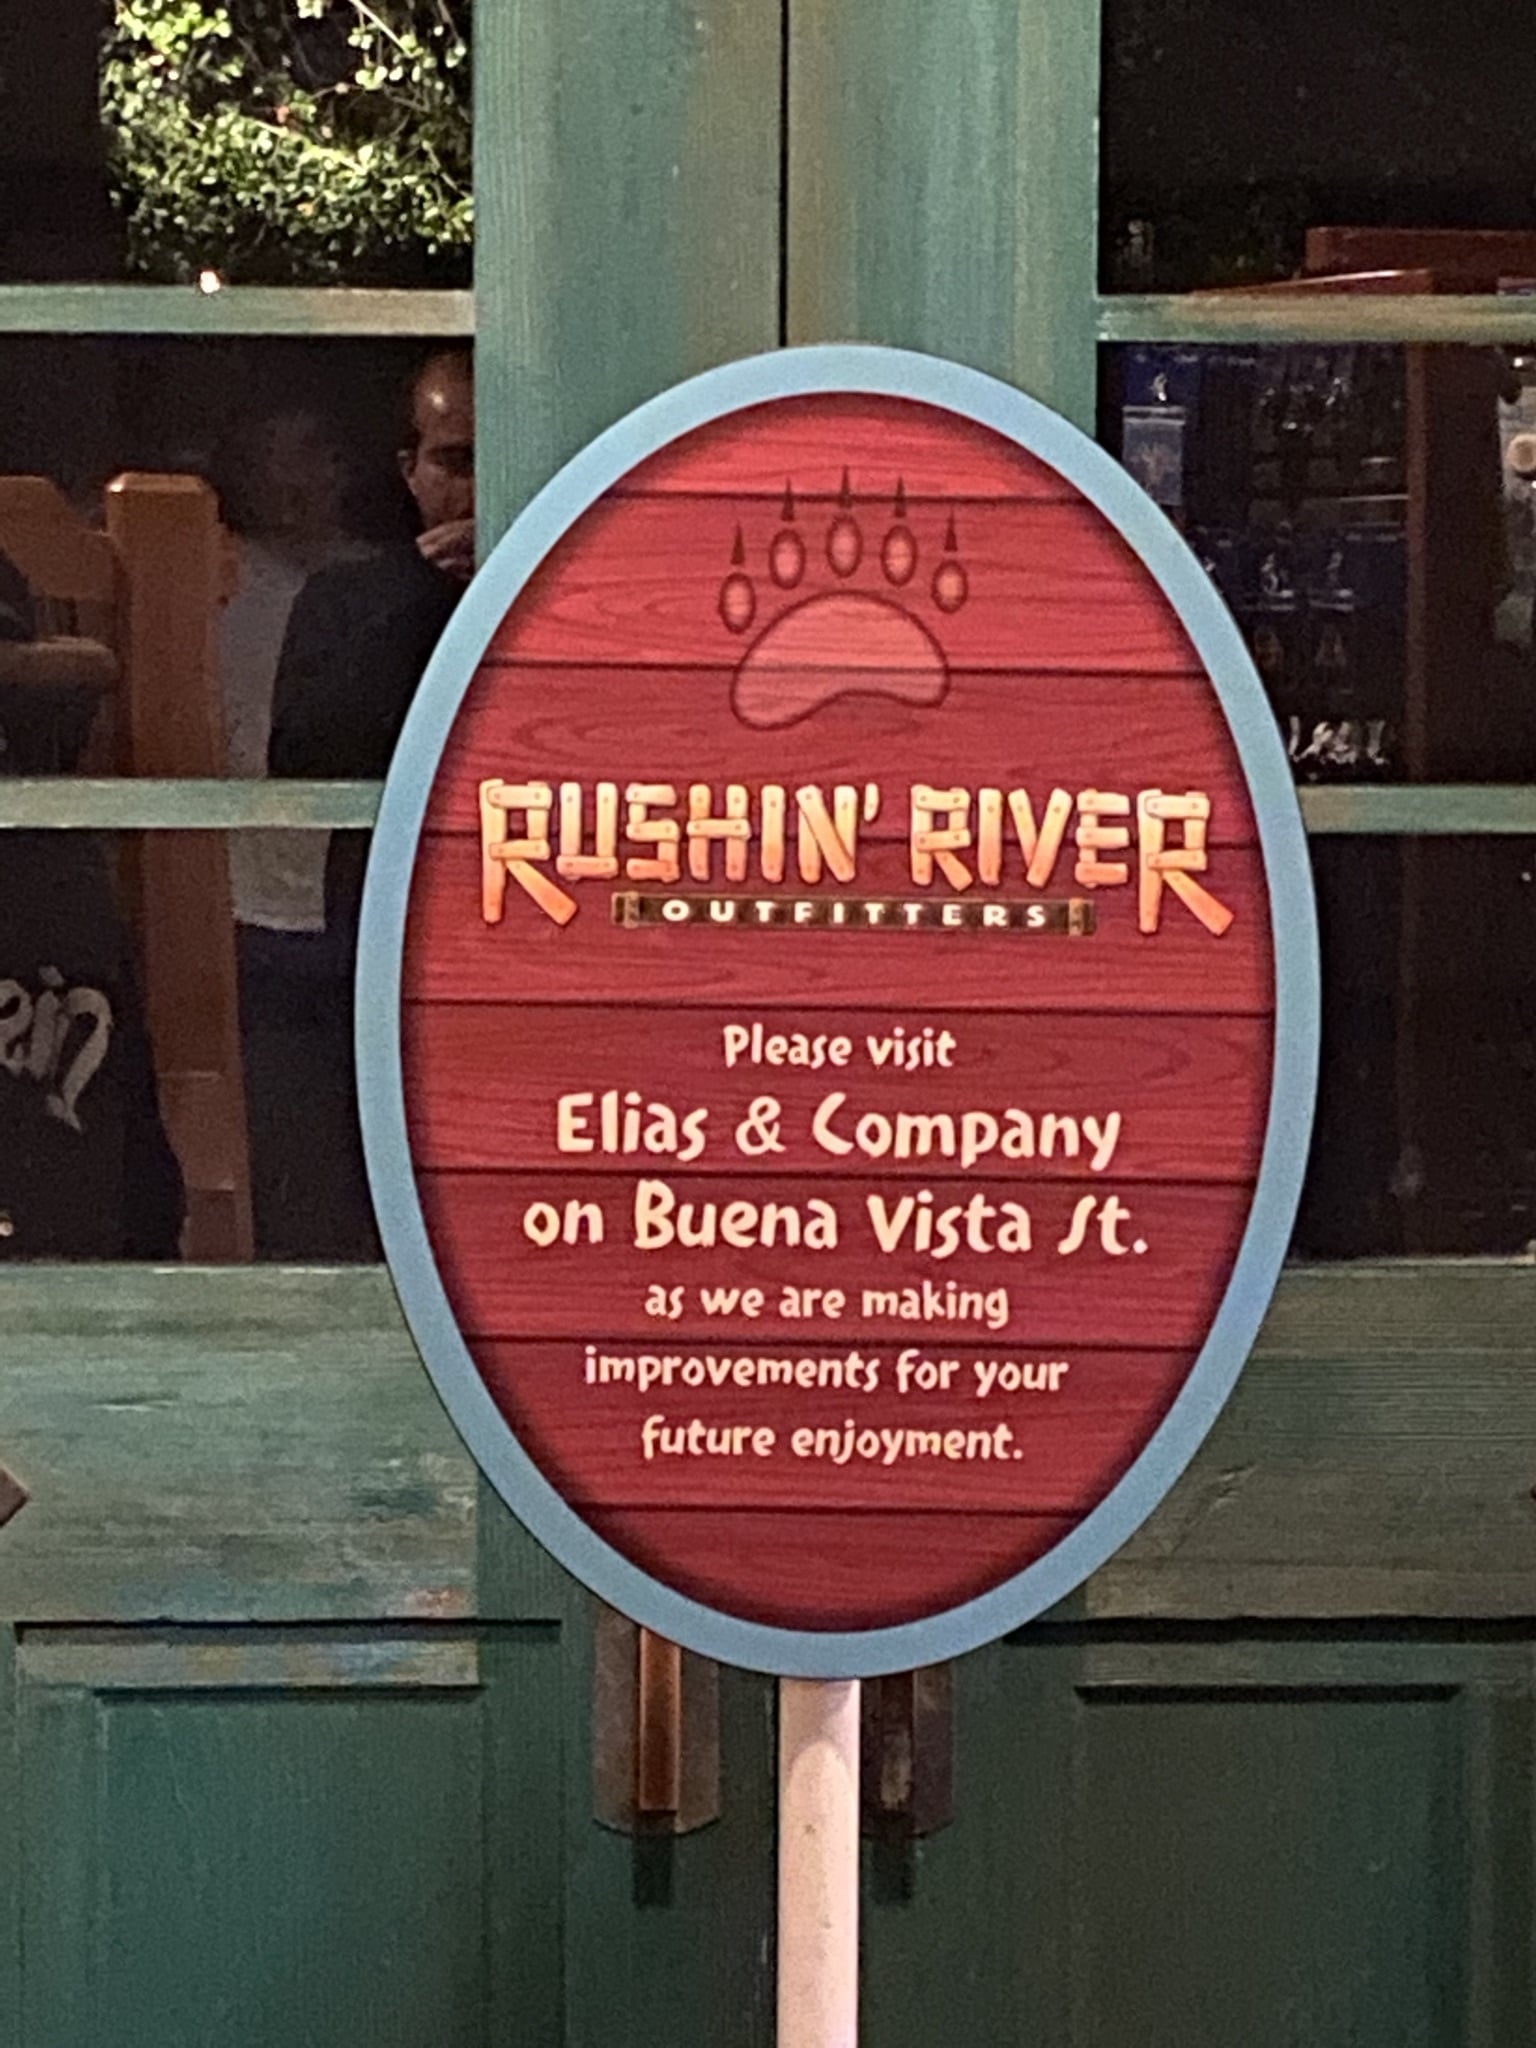 RUSHIN' RIVER
OUTFITTERS
Please visit
Elias & Company
on Buena Vista St.
as we are making
improvements for your
future enjoyment.